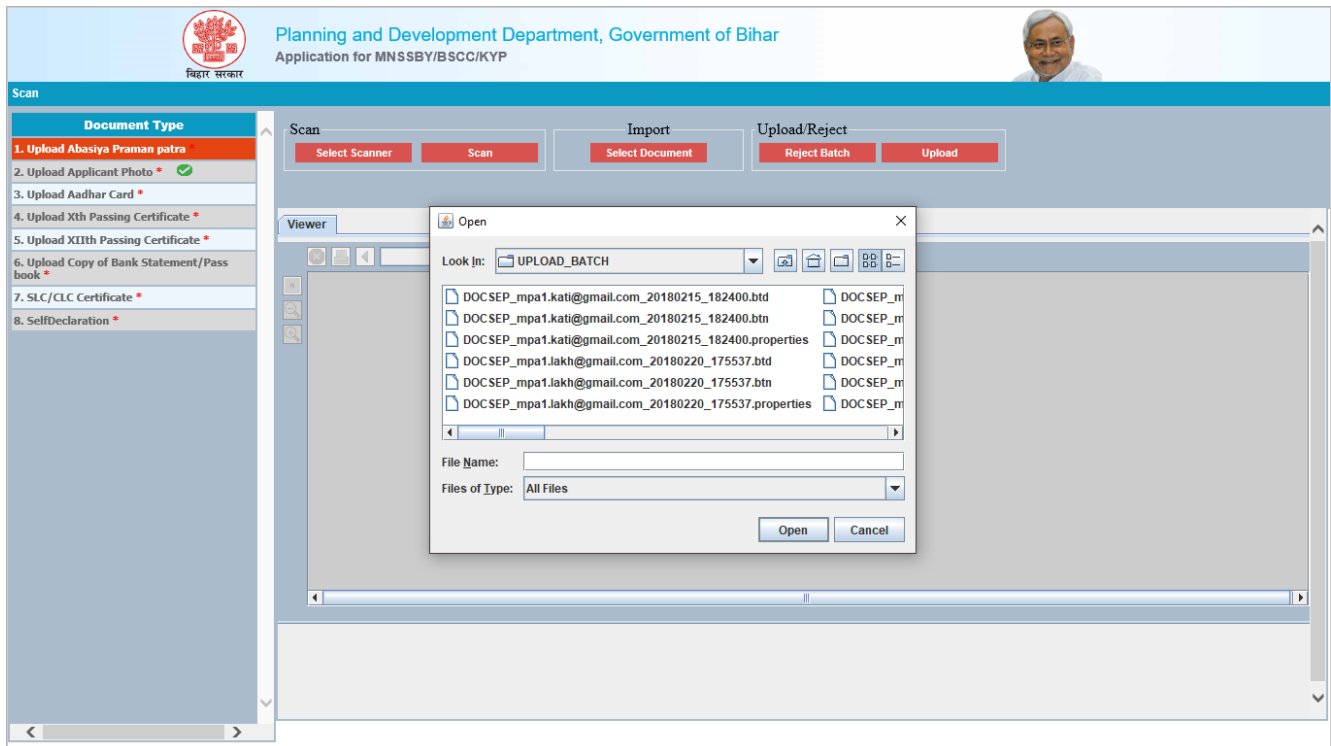 Planning and Development Department, Government of Bihar
Application for MNSSBY/BSCC/KYP
बिहार सरकार
Scan
Document Type
1. Upload Abasiya Praman patra *
2. Upload Applicant Photo *
3. Upload Aadhar Card *
4. Upload Xth Passing Certificate *
5. Upload XIIth Passing Certificate *
6. Upload Copy of Bank Statement/Pass
book *
7. SLC/CLC Certificate *
8. SelfDeclaration *
Scan
Select Scanner Scan
Import
Select Document
Upload/Reject
Reject Batch Upload
Viewer
Open
Look In: UPLOAD_BATCH
DOCSEP_mpa1.kati@gmail.com_20180215_182400.btd DOCSEP_m
DOCSEP_mpa1.kati@gmail.com_20180215_182400.btn DOCSEP_m
DOCSEP_mpa1.kati@gmail.com_20180215_182400.properties DOCSEP_m
DOCSEP_mpa1.lakh@gmail.com_20180220_175537.btd DOCSEP_m
DOCSEP_mpa1.lakh@gmail.com_20180220_175537.btn DOCSEP_m
DOCSEP_mpa1.lakh@gmail.com_20180220_175537.properties DOCSEP_m
File Name:
Files of Type: All Files
Open Cancel